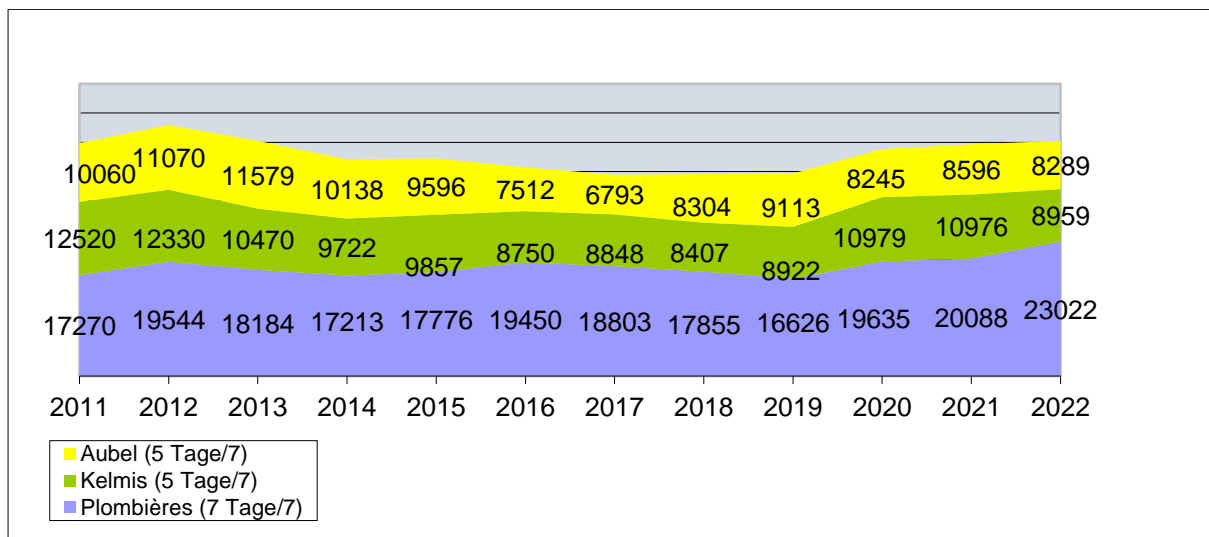 10060 11070 11579 10138 9596 7512 6793 8304 9113 8245 8596 8289
12520 12330 10470 9722 9857 8750 8848 8407 8922 10979 10976 8959
17270 19544 18184 17213 17776 19450 18803 17855 16626 19635 20088 23022
2011 2012 2013 2014 2015 2016 2017 2018 2019 2020 2021 2022
Aubel (5 Tage/7)
Kelmis (5 Tage/7)
Plombières (7 Tage/7)